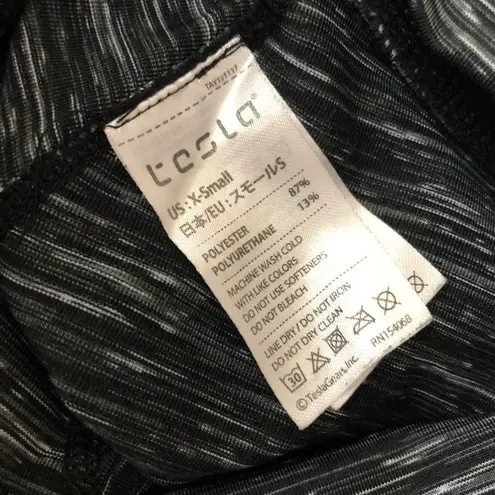 tesla®
US : X-Small
日本/EU : スモールS
POLYESTER 87%
POLYURETHANE 13%
MACHINE WASH COLD
WITH LIKE COLORS
DO NOT USE SOFTENERS
DO NOT BLEACH
LINE DRY / DO NOT IRON
DO NOT DRY CLEAN
30
RN154068
©TeslaGears, Inc.